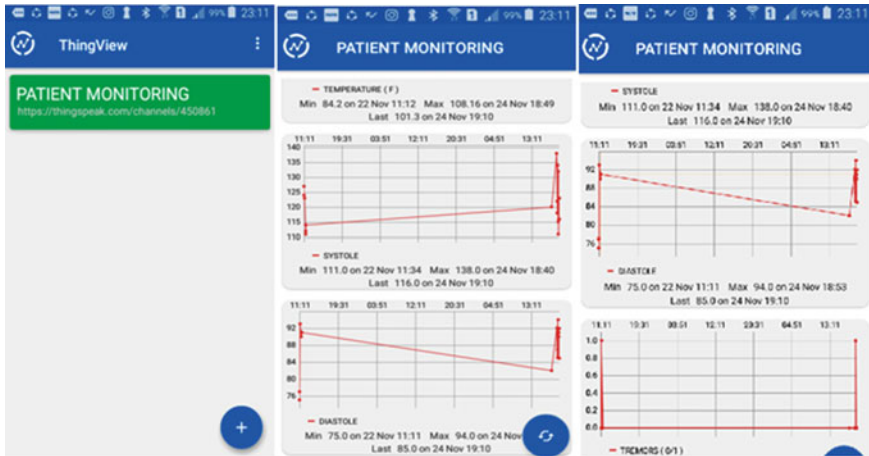 99% 23:11
ThingView
PATIENT MONITORING
https://thingspeak.com/channels/450861
+
99% 23:11
PATIENT MONITORING
TEMPERATURE ( F )
Min 84.2 on 22 Nov 11:12 Max 108.16 on 24 Nov 18:49
Last 101.3 on 24 Nov 19:10
11:11 19:31 03:51 12:11 20:31 04:51 13:11
140
135
130
125
120
115
110
SYSTOLE
Min 111.0 on 22 Nov 11:34 Max 138.0 on 24 Nov 18:40
Last 116.0 on 24 Nov 19:10
11:11 19:31 03:51 12:11 20:31 04:51 13:11
92
88
84
80
76
DIASTOLE
Min 75.0 on 22 Nov 11:11 Max 94.0 on 24 Nov
Last 85.0 on 24 Nov 19:10
99% 23:11
PATIENT MONITORING
SYSTOLE
Min 111.0 on 22 Nov 11:34 Max 138.0 on 24 Nov 18:40
Last 116.0 on 24 Nov 19:10
11:11 19:31 03:51 12:11 20:31 04:51 13:11
92
88
84
80
76
DIASTOLE
Min 75.0 on 22 Nov 11:11 Max 94.0 on 24 Nov 18:53
Last 85.0 on 24 Nov 19:10
11:11 19:31 03:51 12:11 20:31 04:51 13:11
1.0
0.8
0.6
0.4
0.2
0.0
TREMORS ( 0/1 )